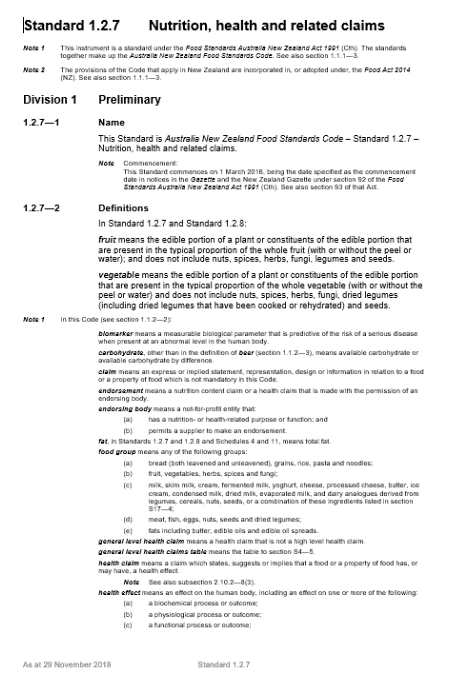 Standard 1.2.7 Nutrition, health and related claims
Note 1 This instrument is a standard under the Food Standards Australia New Zealand Act 1991 (Cth). The standards
together make up the Australia New Zealand Food Standards Code. See also section 1.1.1—3.
Note 2 The provisions of the Code that apply in New Zealand are incorporated in, or adopted under, the Food Act 2014
(NZ). See also section 1.1.1—3.
Division 1 Preliminary
1.2.7—1 Name
This Standard is Australia New Zealand Food Standards Code – Standard 1.2.7 –
Nutrition, health and related claims.
Note Commencement:
This Standard commences on 1 March 2016, being the date specified as the commencement
date in notices in the Gazette and the New Zealand Gazette under section 92 of the Food
Standards Australia New Zealand Act 1991 (Cth). See also section 93 of that Act.
1.2.7—2 Definitions
In Standard 1.2.7 and Standard 1.2.8:
fruit means the edible portion of a plant or constituents of the edible portion that
are present in the typical proportion of the whole fruit (with or without the peel or
water); and does not include nuts, spices, herbs, fungi, legumes and seeds.
vegetable means the edible portion of a plant or constituents of the edible portion
that are present in the typical proportion of the whole vegetable (with or without the
peel or water) and does not include nuts, spices, herbs, fungi, dried legumes
(including dried legumes that have been cooked or rehydrated) and seeds.
Note 1 In this Code (see section 1.1.2—2):
biomarker means a measurable biological parameter that is predictive of the risk of a serious disease
when present at an abnormal level in the human body.
carbohydrate, other than in the definition of beer (section 1.1.2—3), means available carbohydrate or
available carbohydrate by difference.
claim means an express or implied statement, representation, design or information in relation to a food
or a property of food which is not mandatory in this Code.
endorsement means a nutrition content claim or a health claim that is made with the permission of an
endorsing body.
endorsing body means a not-for-profit entity that:
(a) has a nutrition- or health-related purpose or function; and
(b) permits a supplier to make an endorsement.
fat, in Standards 1.2.7 and 1.2.8 and Schedules 4 and 11, means total fat.
food group means any of the following groups:
(a) bread (both leavened and unleavened), grains, rice, pasta and noodles;
(b) fruit, vegetables, herbs, spices and fungi;
(c) milk, skim milk, cream, fermented milk, yoghurt, cheese, processed cheese, butter, ice
cream, condensed milk, dried milk, evaporated milk, and dairy analogues derived from
legumes, cereals, nuts, seeds, or a combination of these ingredients listed in section
S17—4;
(d) meat, fish, eggs, nuts, seeds and dried legumes;
(e) fats including butter, edible oils and edible oil spreads.
general level health claim means a health claim that is not a high level health claim.
general level health claims table means the table to section S4—5.
health claim means a claim which states, suggests or implies that a food or a property of food has, or
may have, a health effect.
Note See also subsection 2.10.2—8(3).
health effect means an effect on the human body, including an effect on one or more of the following:
(a) a biochemical process or outcome;
(b) a physiological process or outcome;
(c) a functional process or outcome;
As at 29 November 2018 Standard 1.2.7